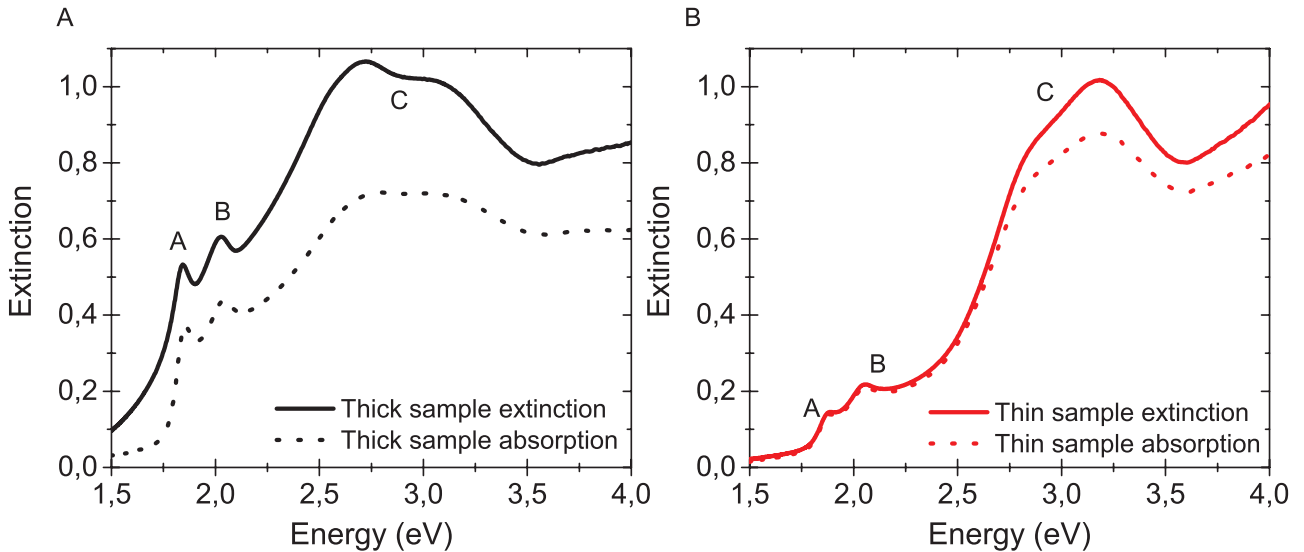 A
Extinction
1,0
0,8
0,6
0,4
0,2
0,0
A
B
C
Thick sample extinction
Thick sample absorption
1,5 2,0 2,5 3,0 3,5 4,0
Energy (eV)
B
Extinction
1,0
0,8
0,6
0,4
0,2
0,0
A
B
C
Thin sample extinction
Thin sample absorption
1,5 2,0 2,5 3,0 3,5 4,0
Energy (eV)